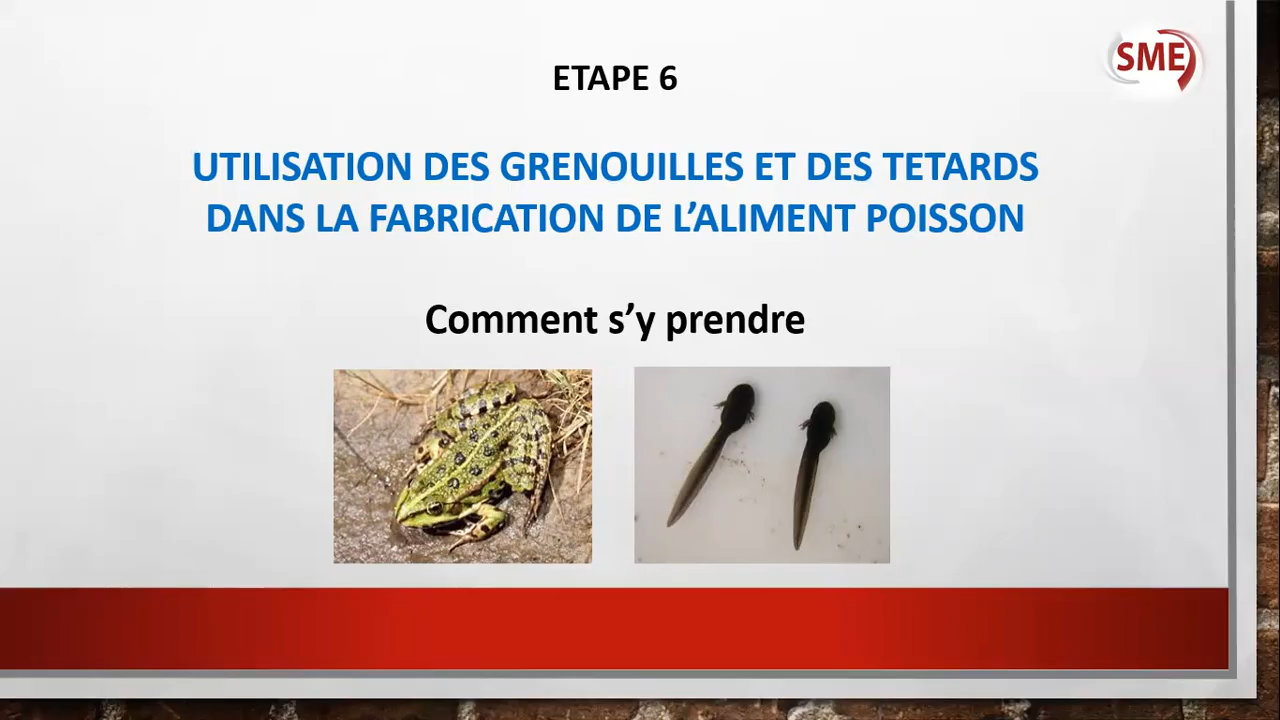 SME
ETAPE 6
UTILISATION DES GRENOUILLES ET DES TETARDS
DANS LA FABRICATION DE L’ALIMENT POISSON
Comment s’y prendre